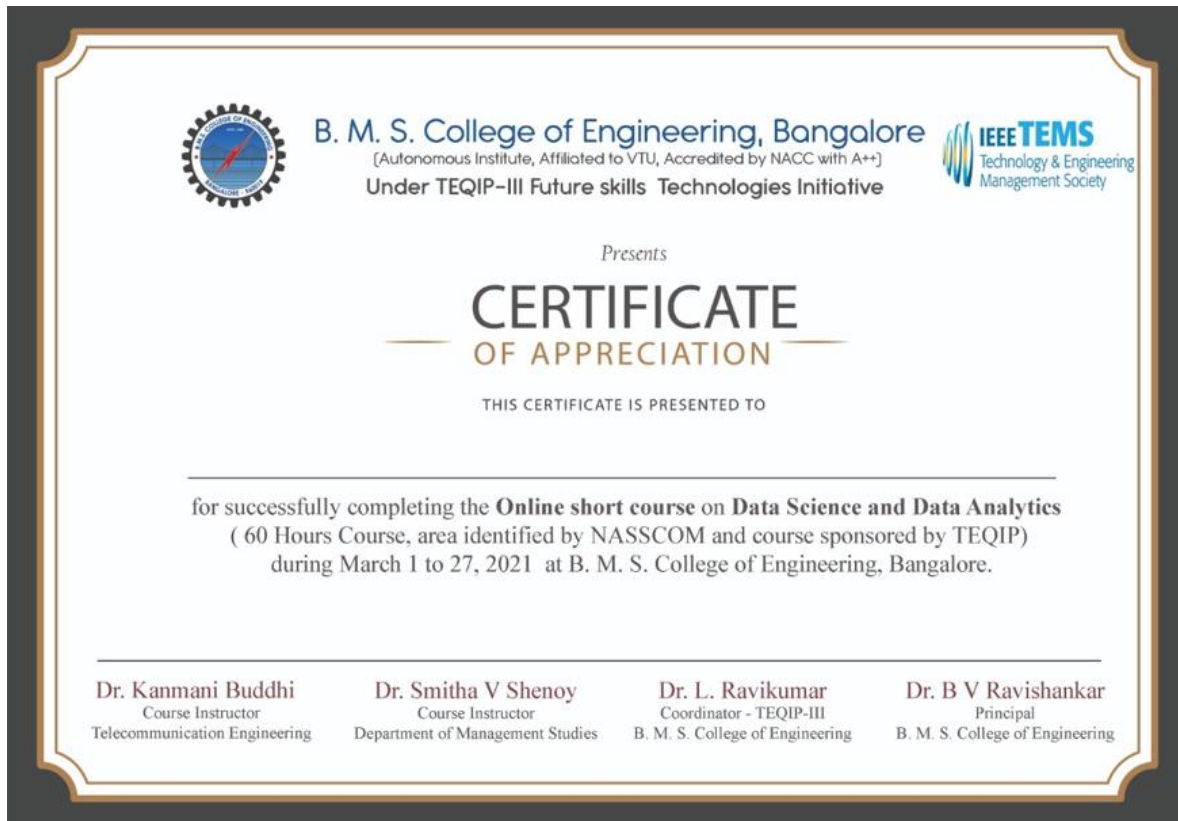 B. M. S. COLLEGE OF ENGINEERING
B. M. S. College of Engineering, Bangalore
(Autonomous Institute, Affiliated to VTU, Accredited by NACC with A++)
Under TEQIP-III Future skills Technologies Initiative
IEEE TEMS
Technology & Engineering
Management Society
Presents
CERTIFICATE
OF APPRECIATION
THIS CERTIFICATE IS PRESENTED TO
for successfully completing the Online short course on Data Science and Data Analytics
( 60 Hours Course, area identified by NASSCOM and course sponsored by TEQIP)
during March 1 to 27, 2021 at B. M. S. College of Engineering, Bangalore.
Dr. Kanmani Buddhi
Course Instructor
Telecommunication Engineering
Dr. Smitha V Shenoy
Course Instructor
Department of Management Studies
Dr. L. Ravikumar
Coordinator - TEQIP-III
B. M. S. College of Engineering
Dr. B V Ravishankar
Principal
B. M. S. College of Engineering